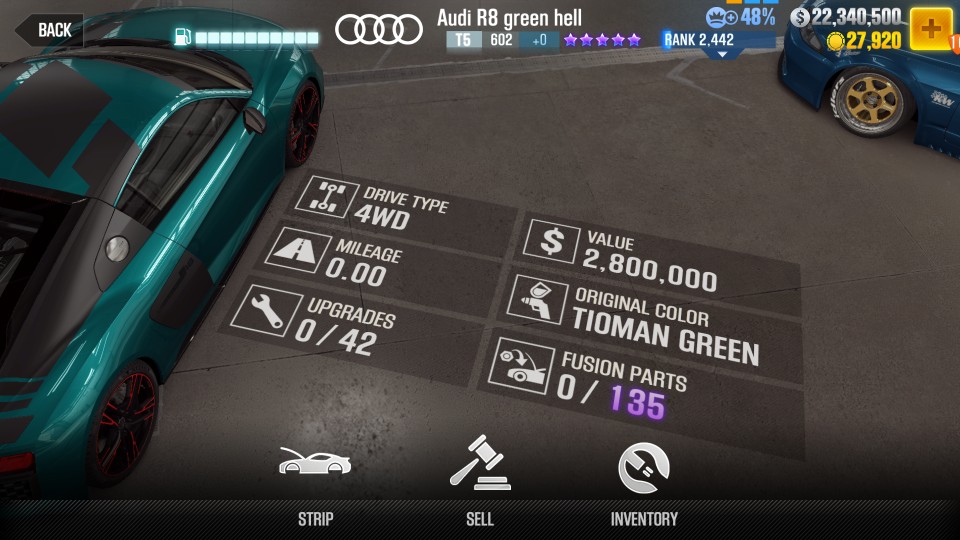 BACK
Audi R8 green hell
T5 602 +0
48%
RANK 2,442
22,340,500
27,920
DRIVE TYPE
4WD
MILEAGE
0.00
UPGRADES
0 / 42
VALUE
2,800,000
ORIGINAL COLOR
TIOMAN GREEN
FUSION PARTS
0 / 135
KW
STRIP
SELL
INVENTORY